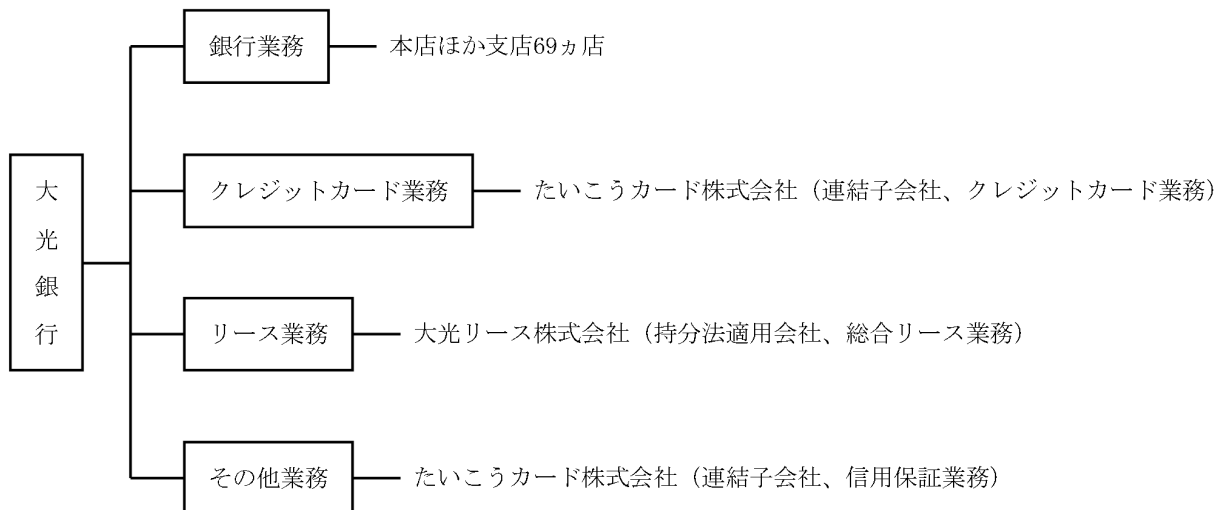 銀行業務
本店ほか支店69ヵ店
クレジットカード業務
たいこうカード株式会社（連結子会社、クレジットカード業務）
大光銀行
リース業務
大光リース株式会社（持分法適用会社、総合リース業務）
その他業務
たいこうカード株式会社（連結子会社、信用保証業務）